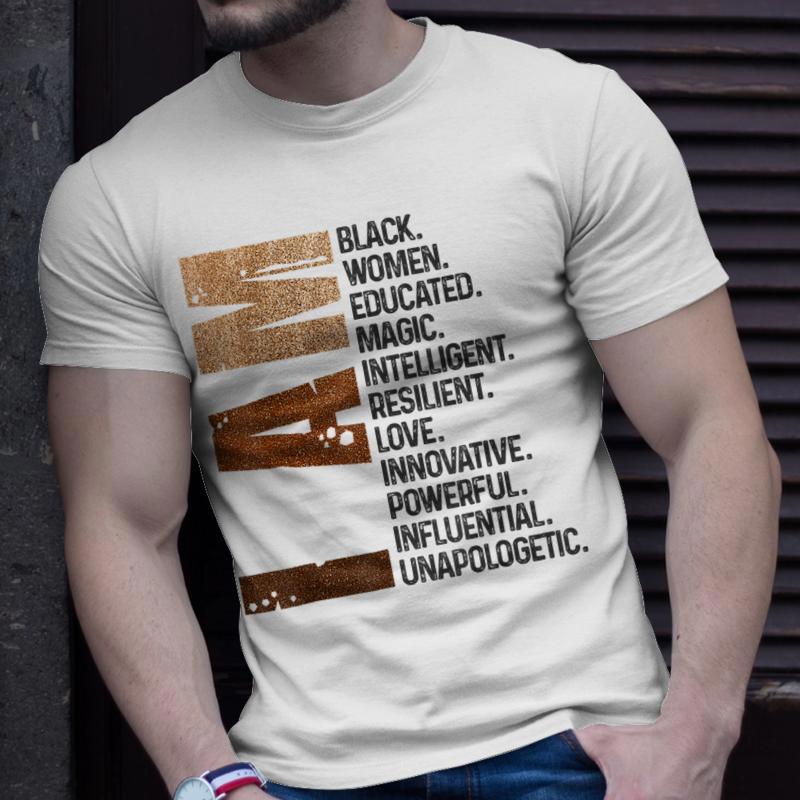 I AM
BLACK.
WOMEN.
EDUCATED.
MAGIC.
INTELLIGENT.
RESILIENT.
LOVE.
INNOVATIVE.
POWERFUL.
INFLUENTIAL.
UNAPOLOGETIC.